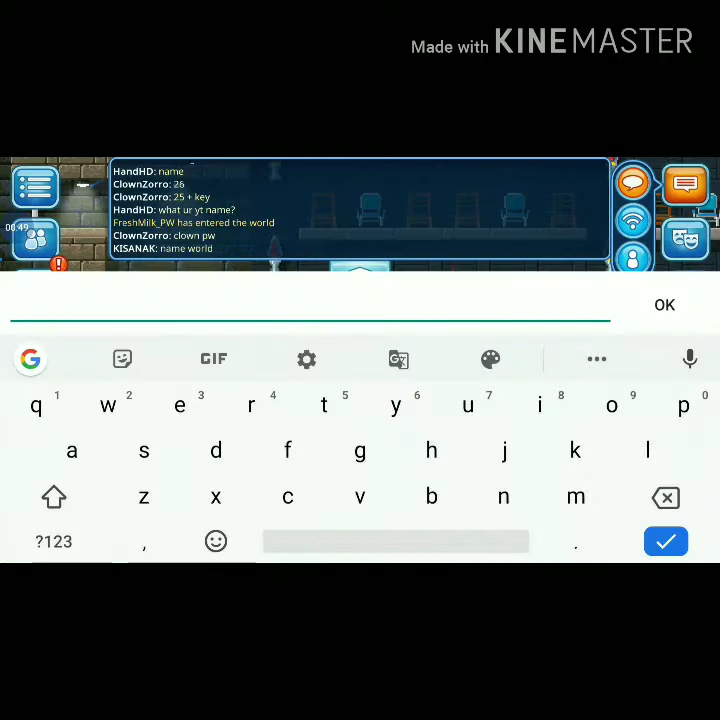 Made with KINEMASTER
HandHD: name
ClownZorro: 26
ClownZorro: 25 + key
HandHD: what ur yt name?
FreshMilk_PW has entered the world
00:49
ClownZorro: clown pw
KISANAK: name world
OK
G GIF G
q 1 w 2 e 3 r 4 t 5 y 6 u 7 i 8 o 9 p 0
a s d f g h j k l
z x c v b n m
?123 , .